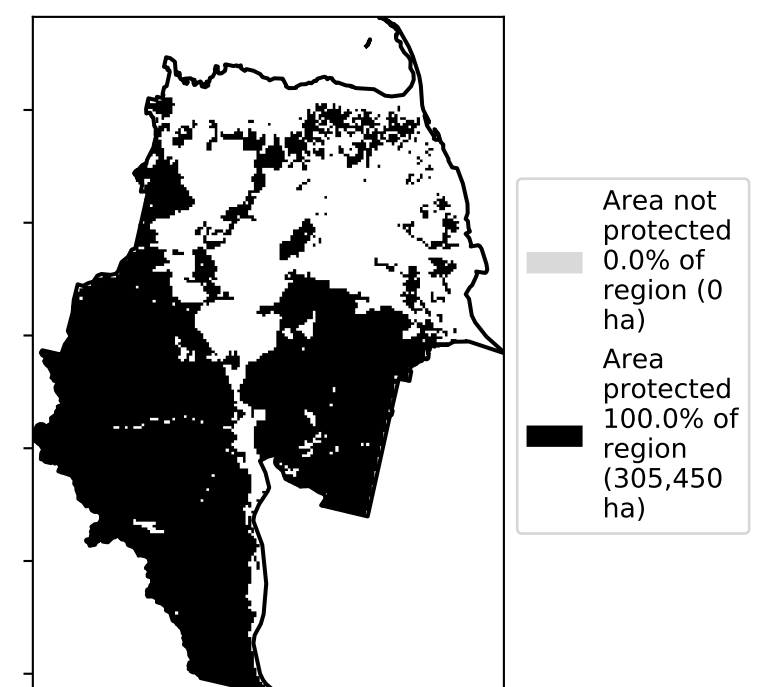 Area not
protected
0.0% of
region (0
ha)
Area
protected
100.0% of
region
(305,450
ha)